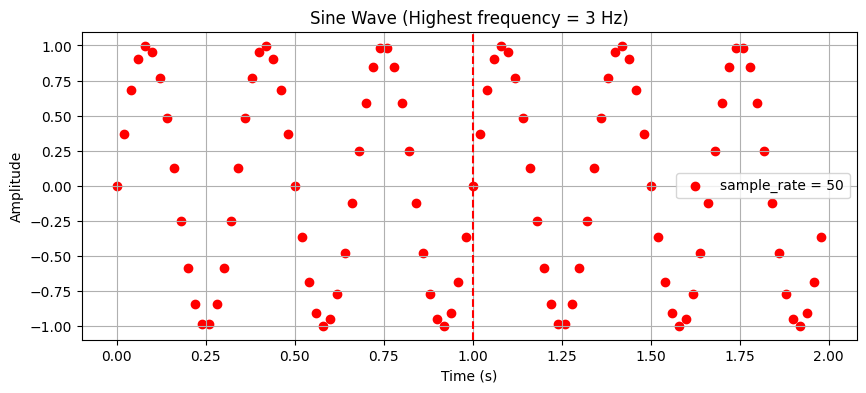 Sine Wave (Highest frequency = 3 Hz)
Amplitude
1.00
0.75
0.50
0.25
0.00
−0.25
−0.50
−0.75
−1.00
sample_rate = 50
0.00 0.25 0.50 0.75 1.00 1.25 1.50 1.75 2.00
Time (s)